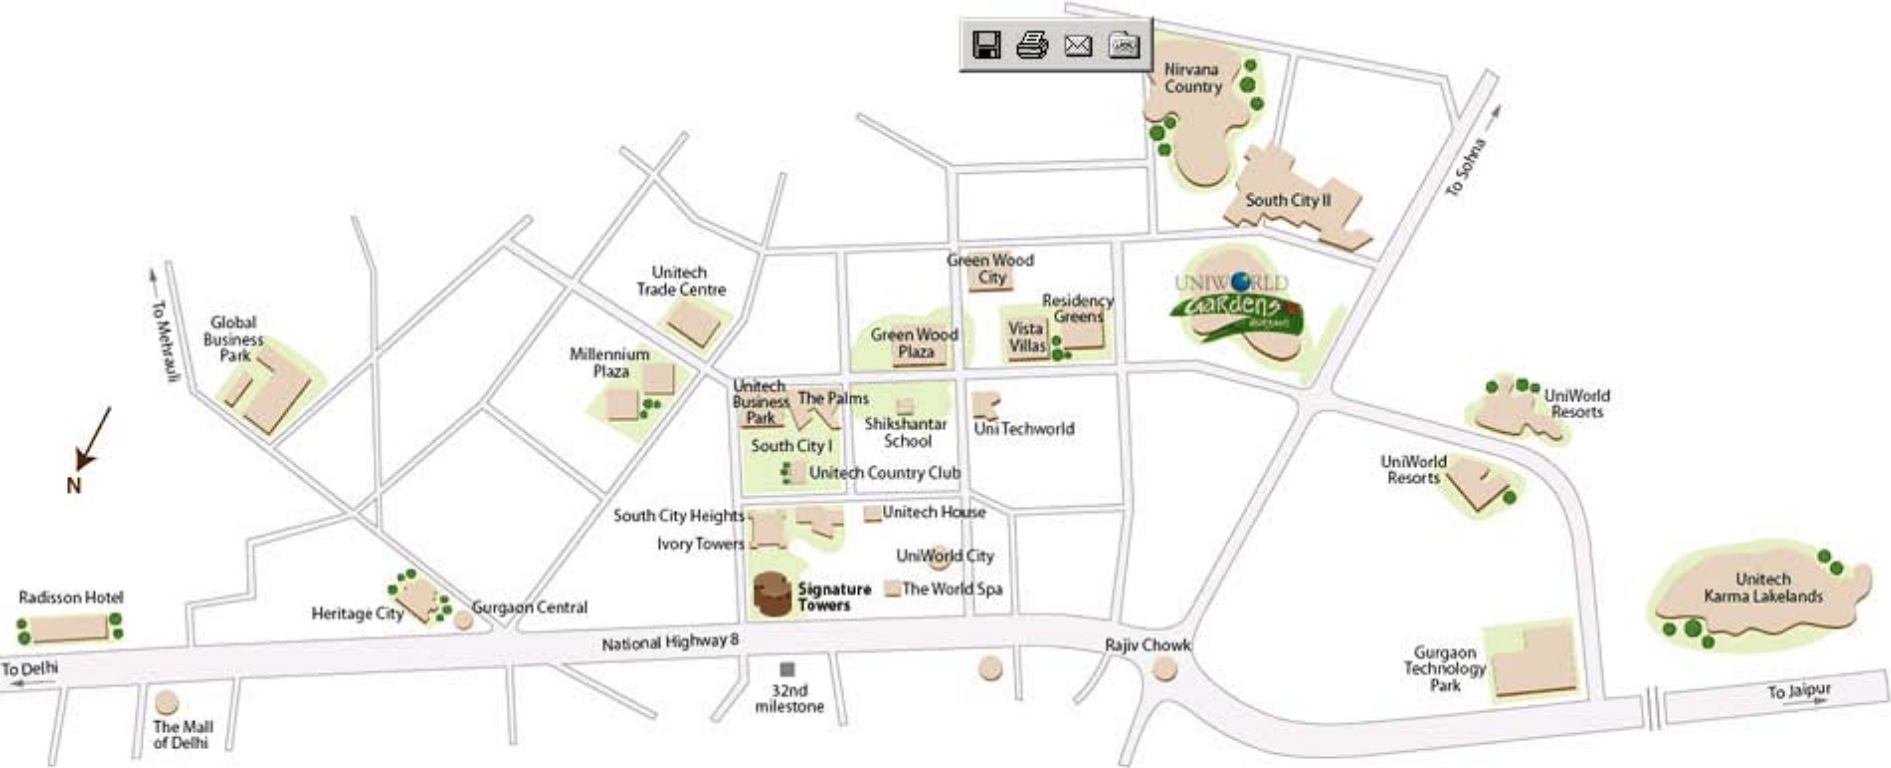 Nirvana
Country
To Sohna
South City II
Green Wood
City
Unitech
Trade Centre
UNIWORLD
Gardens
To Mehrauli
Residency
Greens
Global
Business
Park
Vista
Villas
Green Wood
Plaza
Millennium
Plaza
Unitech
Business
Park
The Palms
UniWorld
Resorts
Shikshantar
School
Uni Techworld
South City I
Unitech Country Club
UniWorld
Resorts
N
South City Heights
Unitech House
Ivory Towers
UniWorld City
Signature
Towers
The World Spa
Unitech
Karma Lakelands
Radisson Hotel
Heritage City
Gurgaon Central
National Highway 8
Rajiv Chowk
Gurgaon
Technology
Park
To Delhi
32nd
milestone
To Jaipur
The Mall
of Delhi